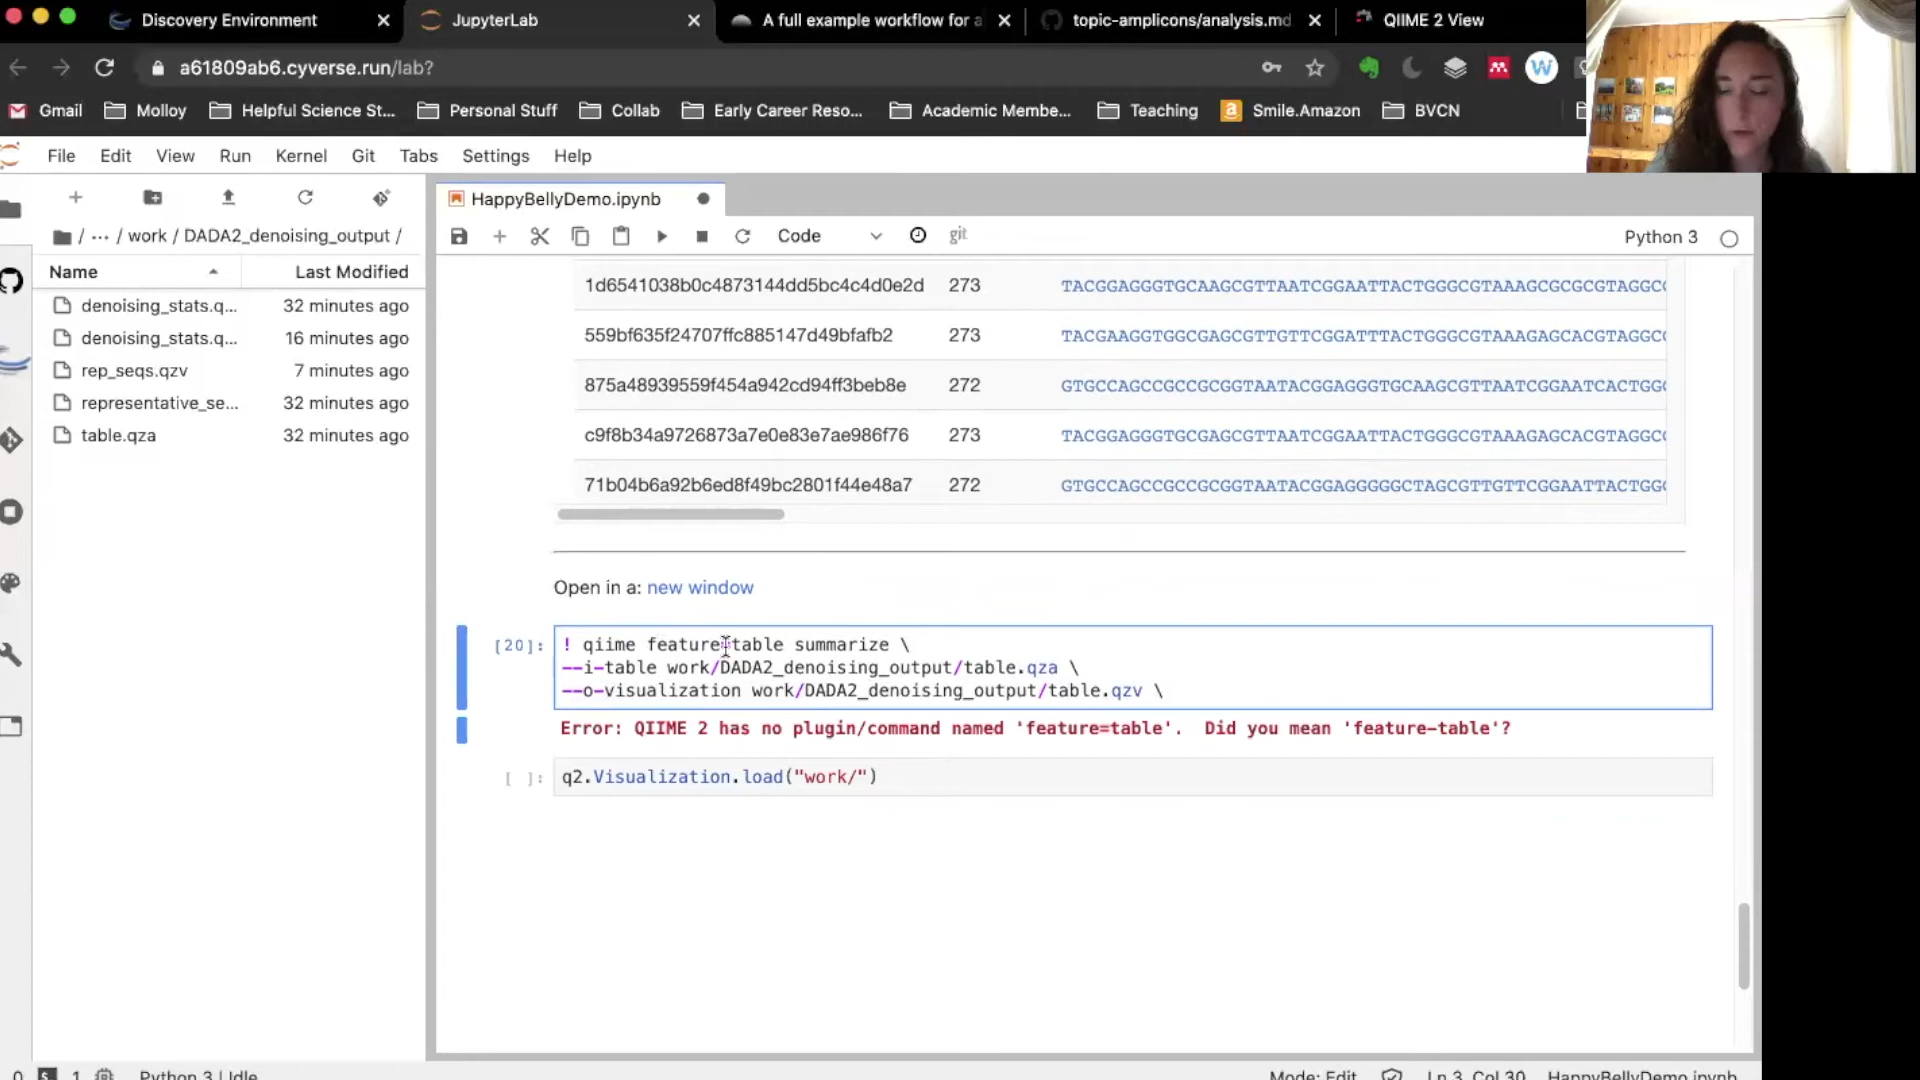 Discovery Environment
JupyterLab
A full example workflow for a
topic-amplicons/analysis.md
QIIME 2 View
a61809ab6.cyverse.run/lab?
W
Gmail
Molloy
Helpful Science St...
Personal Stuff
Collab
Early Career Reso...
Academic Membe...
Teaching
Smile.Amazon
BVCN
File Edit View Run Kernel Git Tabs Settings Help
HappyBellyDemo.ipynb
/ ··· / work / DADA2_denoising_output /
Code
git
Python 3
Name Last Modified
denoising_stats.q... 32 minutes ago
denoising_stats.q... 16 minutes ago
rep_seqs.qzv 7 minutes ago
representative_se... 32 minutes ago
table.qza 32 minutes ago
1d6541038b0c4873144dd5bc4c4d0e2d 273 TACGGAGGGTGCAAGCGTTAATCGGAATTACTGGGCGTAAAGCGCGCGTAGGC
559bf635f24707ffc885147d49bfafb2 273 TACGAAGGTGGCGAGCGTTGTTCGGATTTACTGGGCGTAAAGAGCACGTAGGC
875a48939559f454a942cd94ff3beb8e 272 GTGCCAGCCGCCGCGGTAATACGGAGGGTGCAAGCGTTAATCGGAATCACTGG
c9f8b34a9726873a7e0e83e7ae986f76 273 TACGGAGGGTGCGAGCGTTAATCGGAATTACTGGGCGTAAAGAGCACGTAGGC
71b04b6a92b6ed8f49bc2801f44e48a7 272 GTGCCAGCCGCCGCGGTAATACGGAGGGGGCTAGCGTTGTTCGGAATTACTGG
Open in a: new window
[20]: ! qiime feature=table summarize \
--i-table work/DADA2_denoising_output/table.qza \
--o-visualization work/DADA2_denoising_output/table.qzv \
Error: QIIME 2 has no plugin/command named 'feature=table'. Did you mean 'feature-table'?
[ ]: q2.Visualization.load("work/")
0 1 Python 3 | Idle
Mode: Edit Ln 3, Col 30 HappyBellyDemo.ipynb